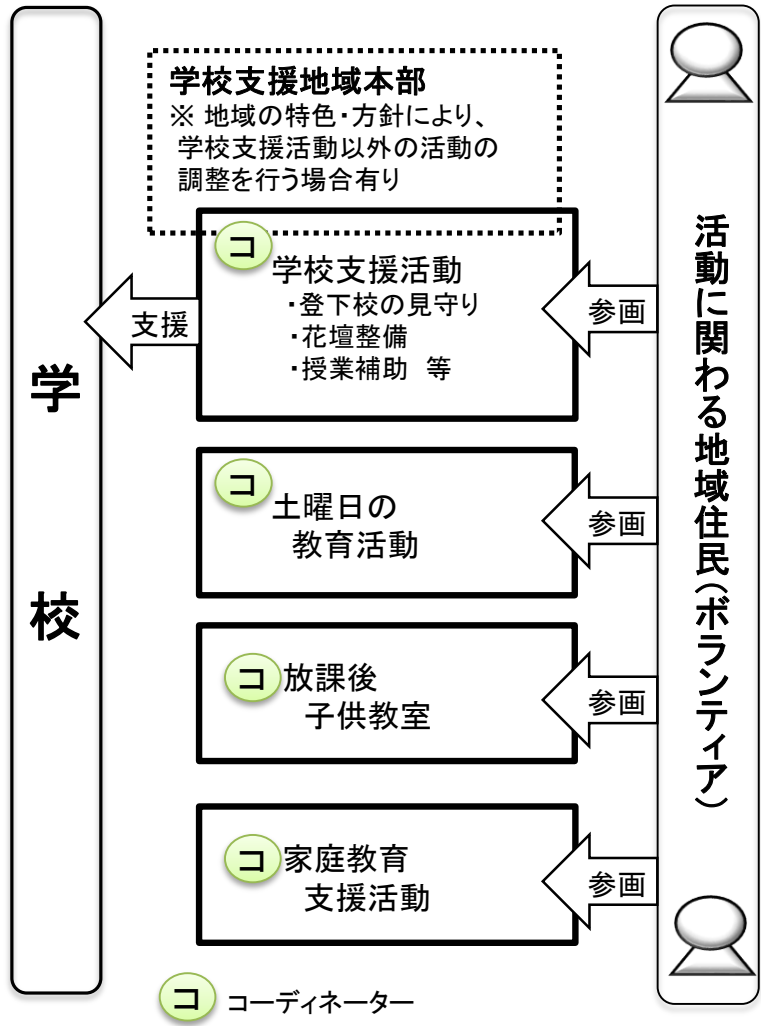 学校支援地域本部
※ 地域の特色・方針により、
学校支援活動以外の活動の
調整を行う場合有り
コ
学校支援活動
・登下校の見守り
・花壇整備
・授業補助 等
支援
参画
コ
土曜日の
教育活動
参画
コ
放課後
子供教室
参画
コ
家庭教育
支援活動
参画
学校
活動に関わる地域住民（ボランティア）
コ コーディネーター